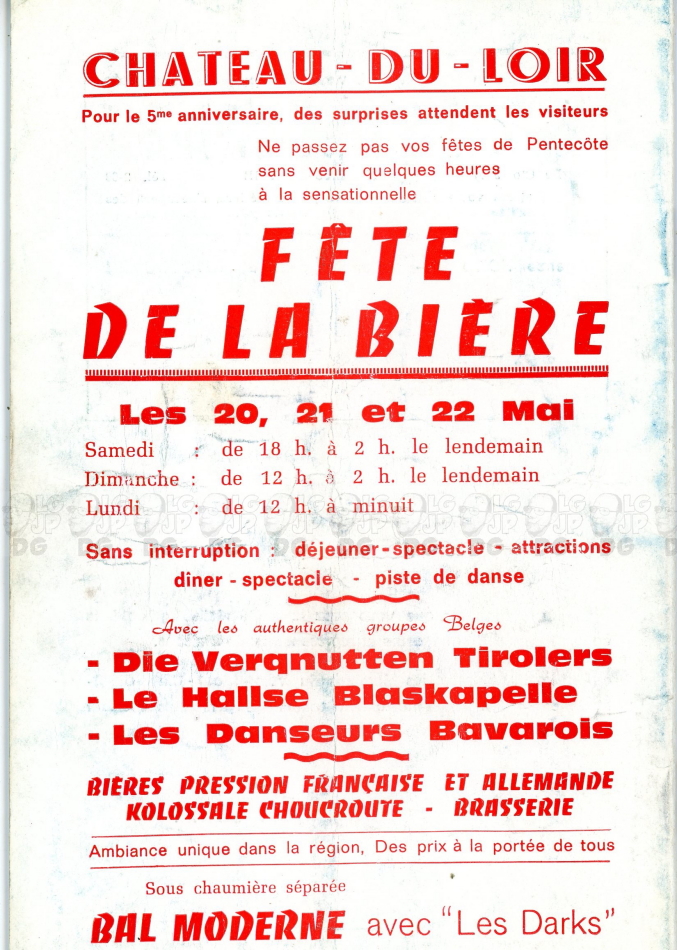 CHATEAU - DU - LOIR
Pour le 5me anniversaire, des surprises attendent les visiteurs
Ne passez pas vos fêtes de Pentecôte
sans venir quelques heures
à la sensationnelle
FÊTE
DE LA BIÈRE
Les 20, 21 et 22 Mai
Samedi : de 18 h. à 2 h. le lendemain
Dimanche : de 12 h. à 2 h. le lendemain
Lundi : de 12 h. à minuit
Sans interruption : déjeuner-spectacle - attractions
dîner - spectacle - piste de danse
Avec les authentiques groupes Belges
- Die Verqnutten Tirolers
- Le Hallse Blaskapelle
- Les Danseurs Bavarois
BIÈRES PRESSION FRANÇAISE ET ALLEMANDE
KOLOSSALE CHOUCROUTE - BRASSERIE
Ambiance unique dans la région, Des prix à la portée de tous
Sous chaumière séparée
BAL MODERNE avec "Les Darks"